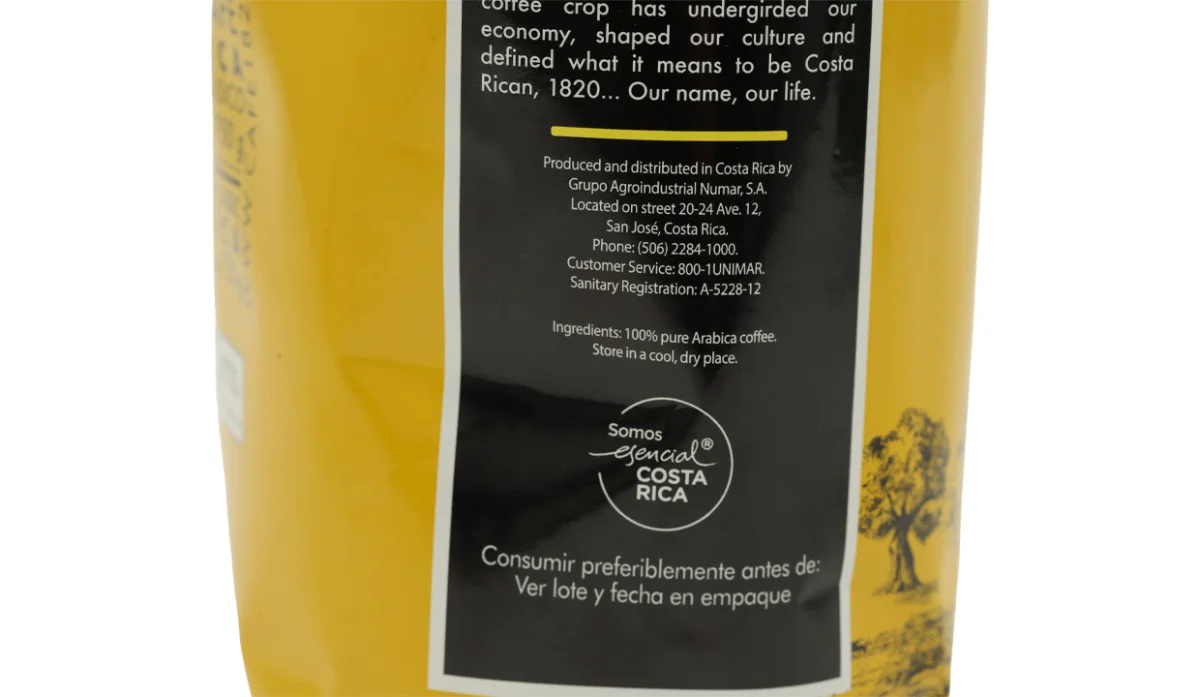 coffee crop has undergirded our
economy, shaped our culture and
defined what it means to be Costa
Rican, 1820... Our name, our life.
Produced and distributed in Costa Rica by
Grupo Agroindustrial Numar, S.A.
Located on street 20-24 Ave. 12,
San José, Costa Rica.
Phone: (506) 2284-1000.
Customer Service: 800-1UNIMAR.
Sanitary Registration: A-5228-12
Ingredients: 100% pure Arabica coffee.
Store in a cool, dry place.
Somos
esencial®
COSTA
RICA
Consumir preferiblemente antes de:
Ver lote y fecha en empaque